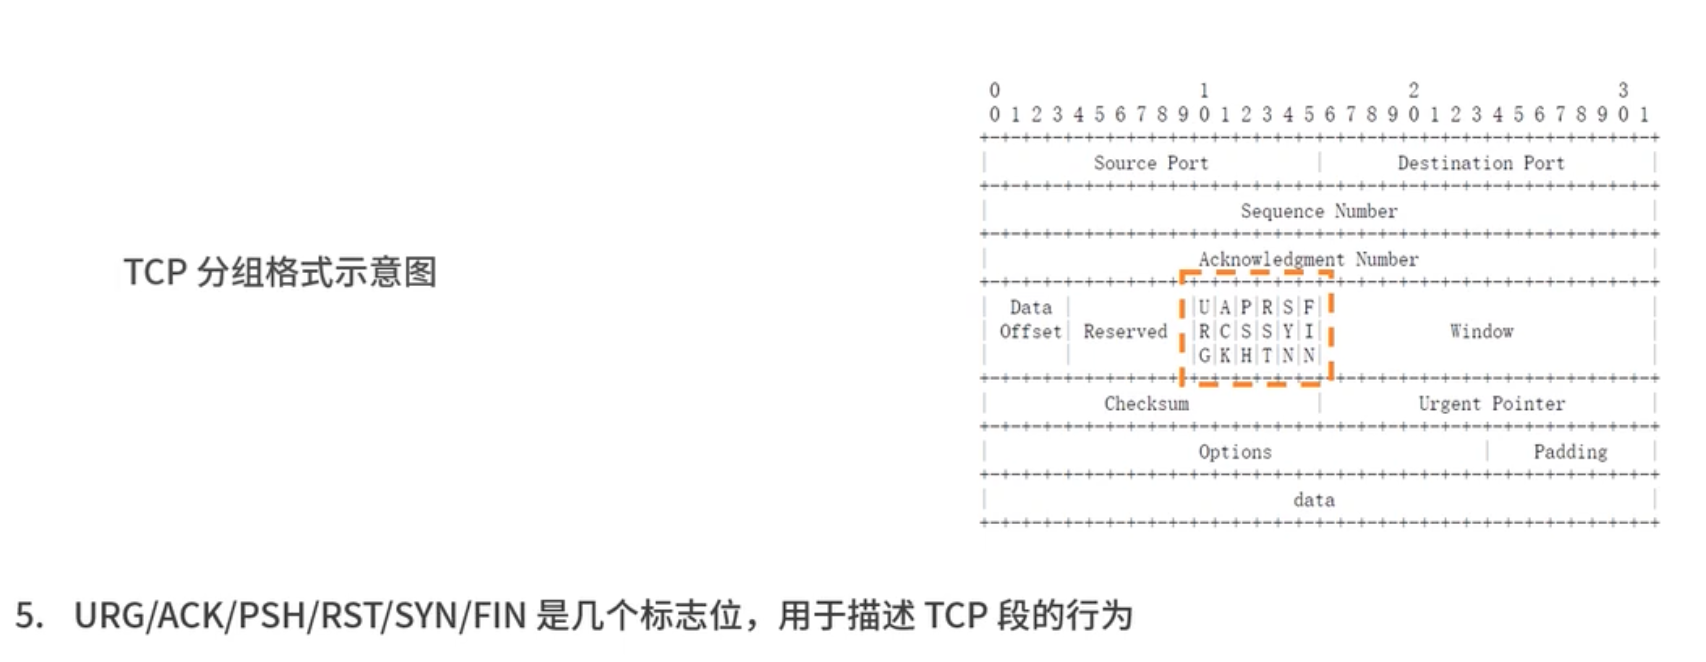 TCP 分组格式示意图
0 1 2 3
0 1 2 3 4 5 6 7 8 9 0 1 2 3 4 5 6 7 8 9 0 1 2 3 4 5 6 7 8 9 0 1
Source Port Destination Port
Sequence Number
Acknowledgment Number
Data U A P R S F
Offset Reserved R C S S Y I Window
G K H T N N
Checksum Urgent Pointer
Options Padding
data
5. URG/ACK/PSH/RST/SYN/FIN 是几个标志位，用于描述 TCP 段的行为